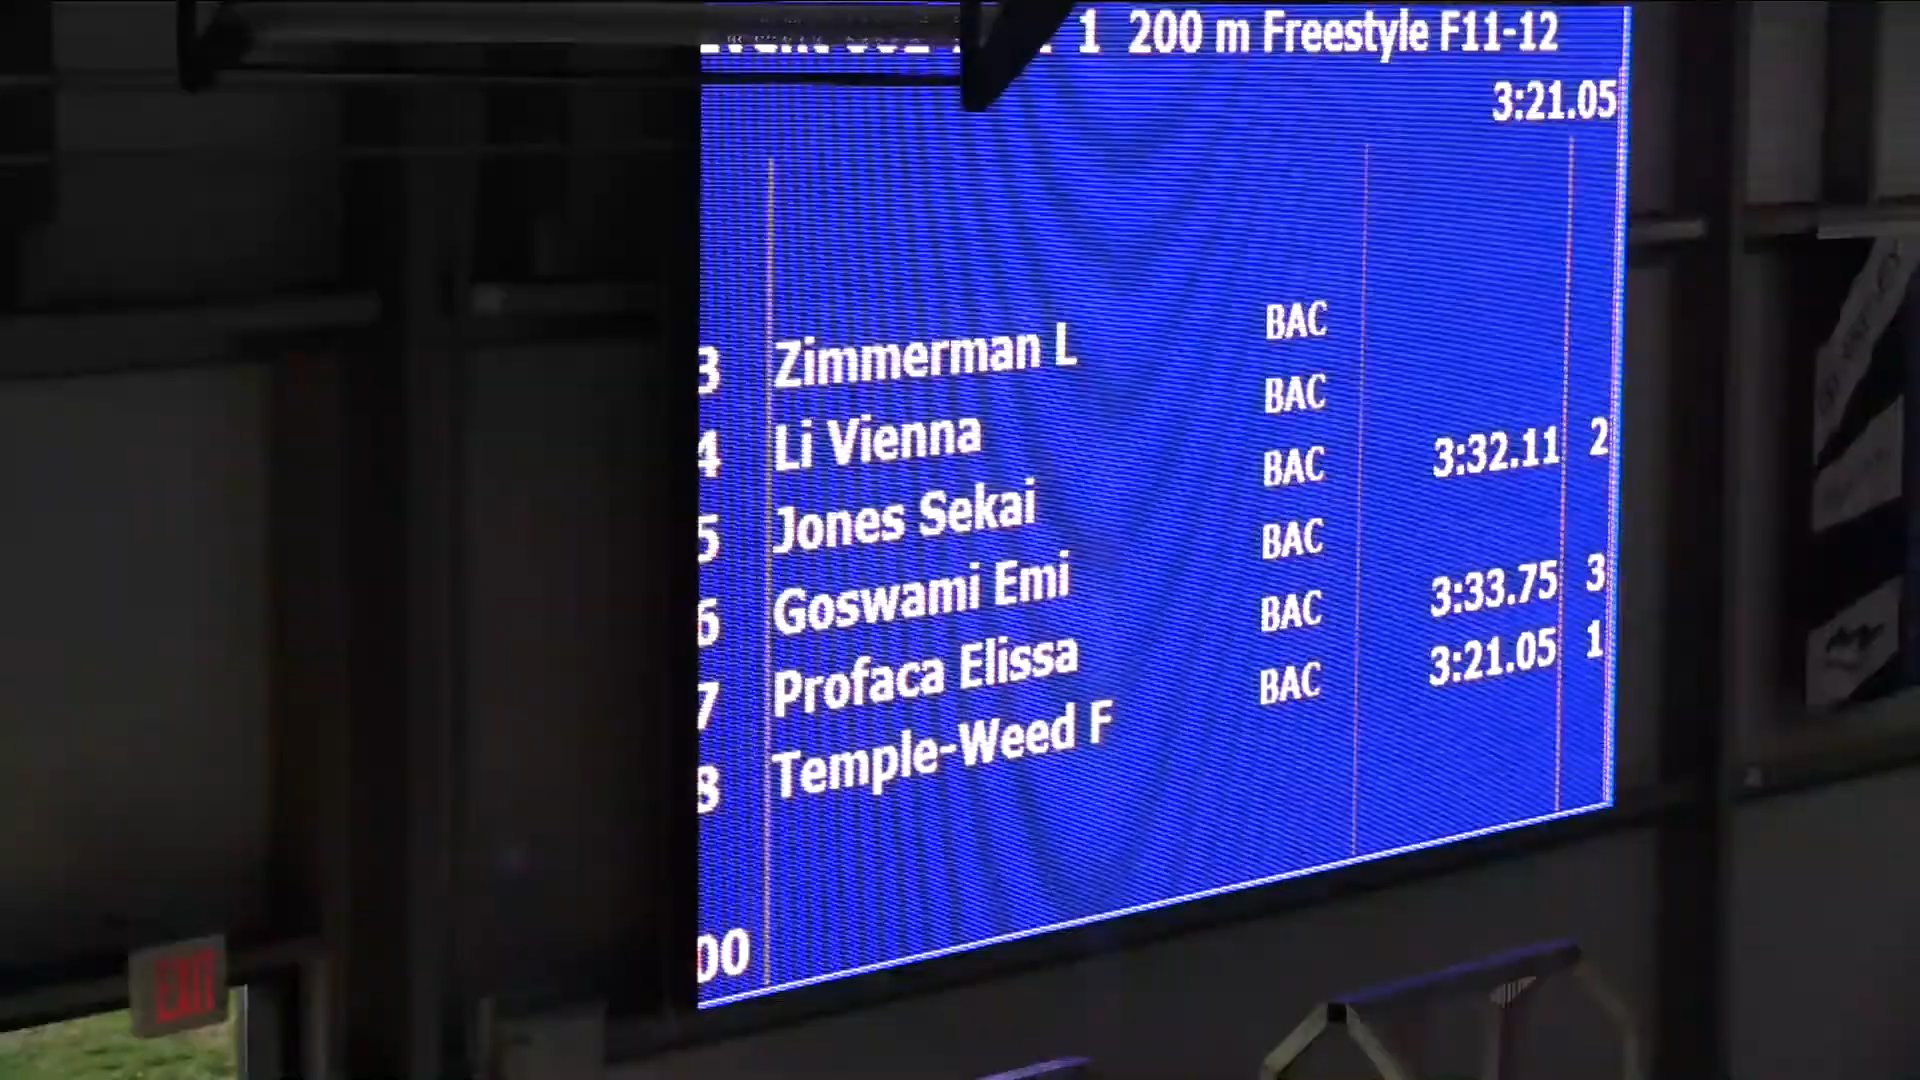 1 200 m Freestyle F11-12
3:21.05
3 Zimmerman L BAC
4 Li Vienna BAC
5 Jones Sekai BAC 3:32.11 2
6 Goswami Emi BAC
7 Profaca Elissa BAC 3:33.75 3
8 Temple-Weed F BAC 3:21.05 1
00
EXIT